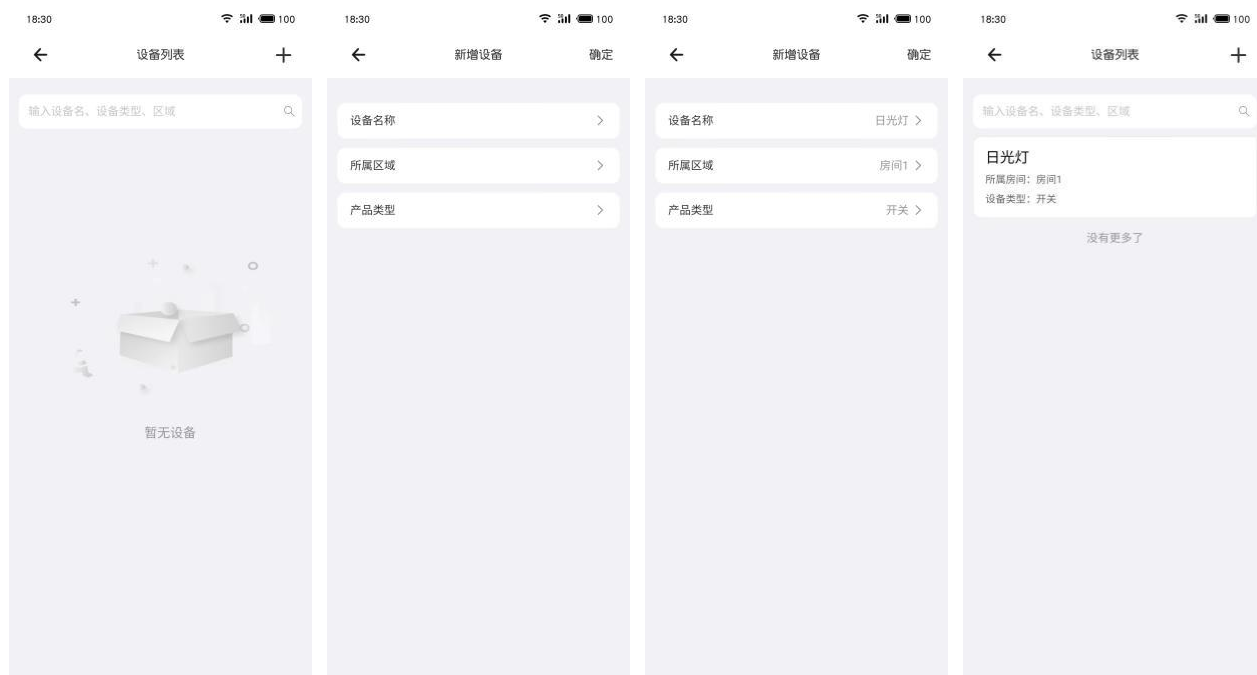 18:30 100
设备列表
输入设备名、设备类型、区域
暂无设备
18:30 100
新增设备 确定
设备名称
所属区域
产品类型
18:30 100
新增设备 确定
设备名称 日光灯
所属区域 房间1
产品类型 开关
18:30 100
设备列表
输入设备名、设备类型、区域
日光灯
所属房间：房间1
设备类型：开关
没有更多了